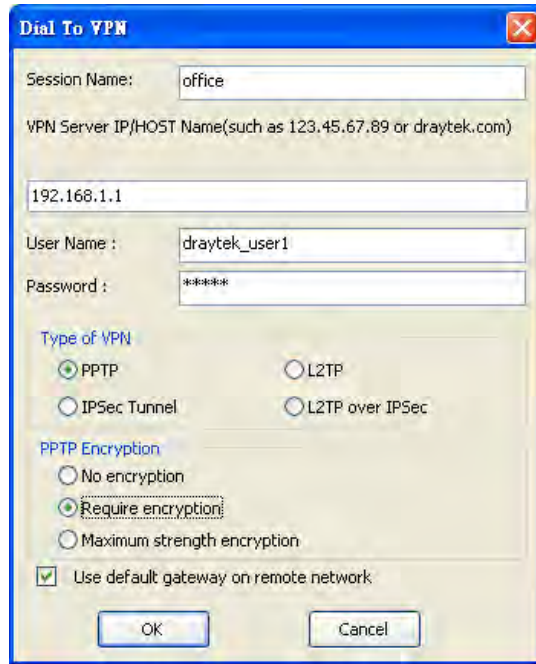 Dial To VPN
Session Name: office
VPN Server IP/HOST Name(such as 123.45.67.89 or draytek.com)
192.168.1.1
User Name : draytek_user1
Password : *****
Type of VPN
PPTP L2TP
IPSec Tunnel L2TP over IPSec
PPTP Encryption
No encryption
Require encryption
Maximum strength encryption
Use default gateway on remote network
OK Cancel